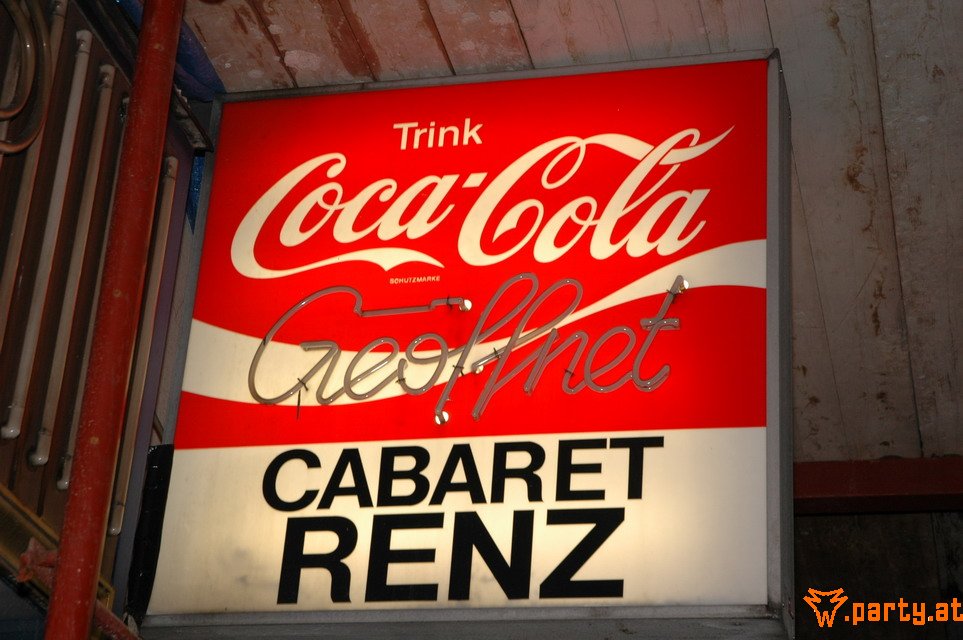 Trink
Coca-Cola
SCHUTZMARKE
Geöffnet
CABARET
RENZ
.party.at